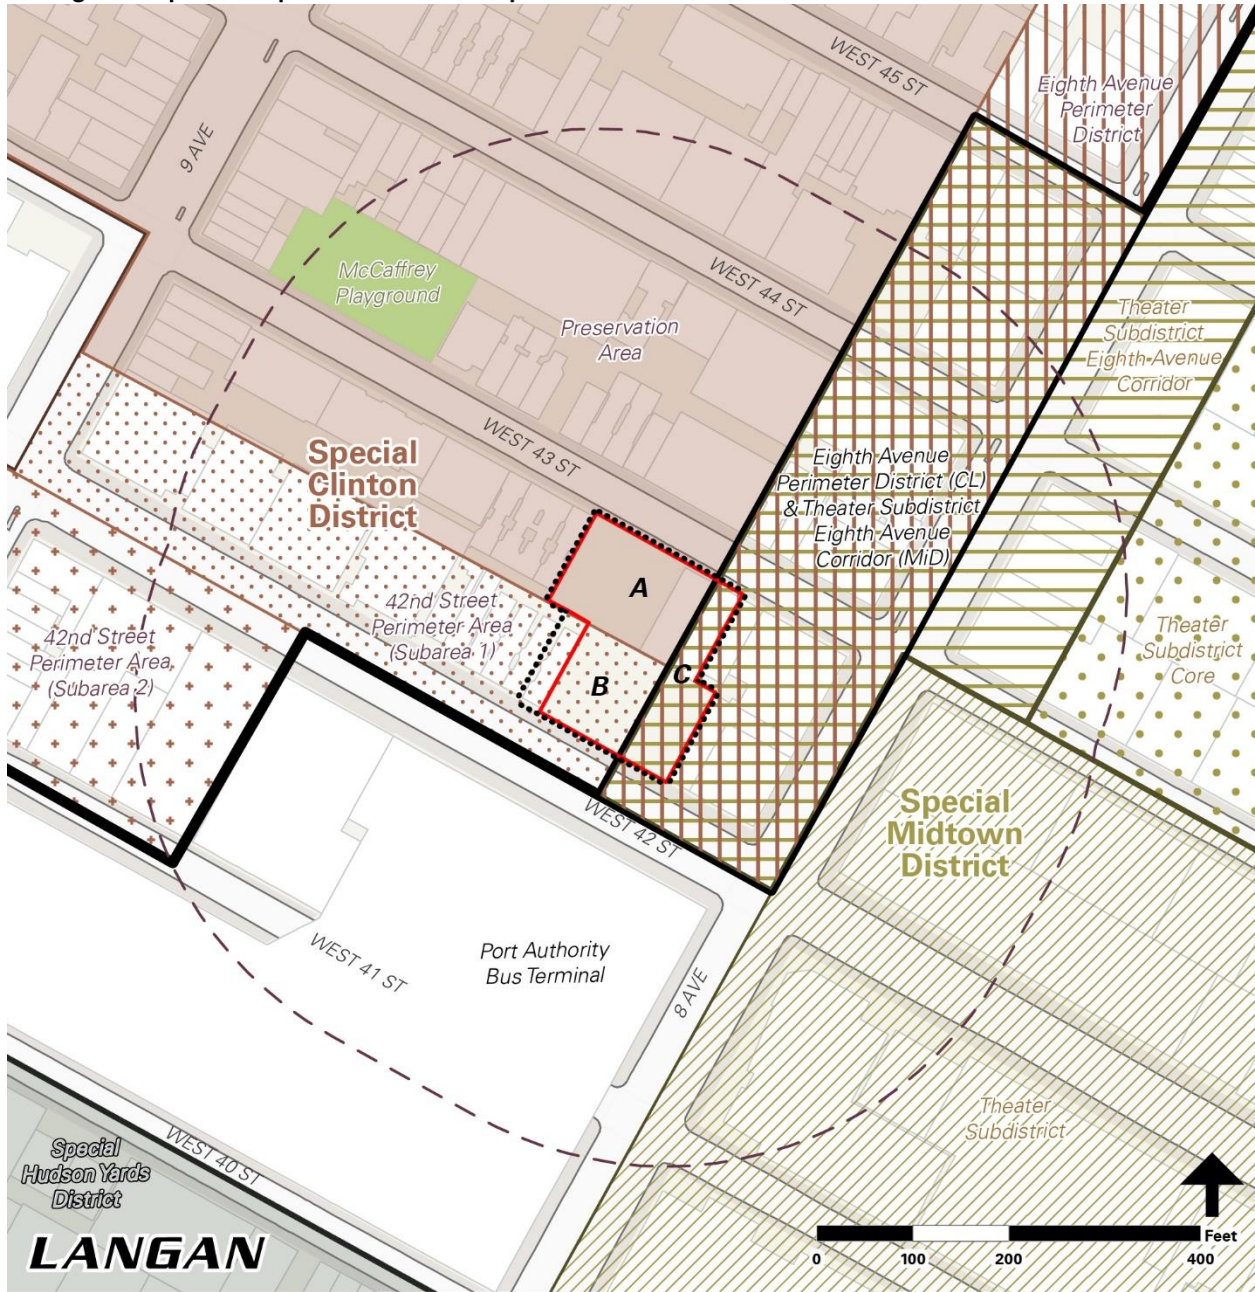 WEST 45 ST
Eighth Avenue
Perimeter
District
9 AVE
McCaffrey
Playground
WEST 44 ST
Preservation
Area
Theater
Subdistrict
Eighth Avenue
Corridor
WEST 43 ST
Special
Clinton
District
Eighth Avenue
Perimeter District (CL)
& Theater Subdistrict
Eighth Avenue
Corridor (MiD)
A
42nd Street
Perimeter Area
(Subarea 1)
42nd Street
Perimeter Area
(Subarea 2)
B
C
Theater
Subdistrict
Core
WEST 42 ST
Special
Midtown
District
WEST 41 ST
Port Authority
Bus Terminal
8 AVE
Theater
Subdistrict
WEST 40 ST
Special
Hudson Yards
District
LANGAN
Feet
0 100 200 400